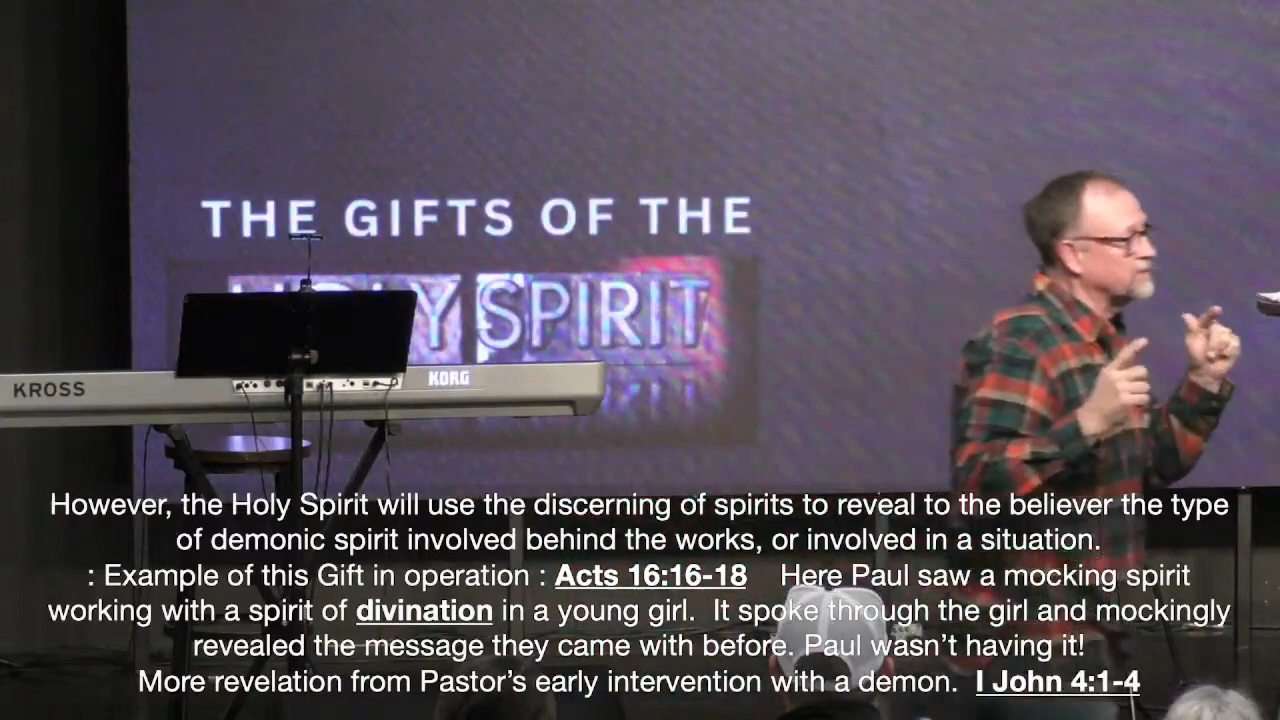 THE GIFTS OF THE
HOLY SPIRIT
KROSS
KORG
However, the Holy Spirit will use the discerning of spirits to reveal to the believer the type
of demonic spirit involved behind the works, or involved in a situation.
: Example of this Gift in operation : Acts 16:16-18 Here Paul saw a mocking spirit
working with a spirit of divination in a young girl. It spoke through the girl and mockingly
revealed the message they came with before. Paul wasn't having it!
More revelation from Pastor's early intervention with a demon. I John 4:1-4